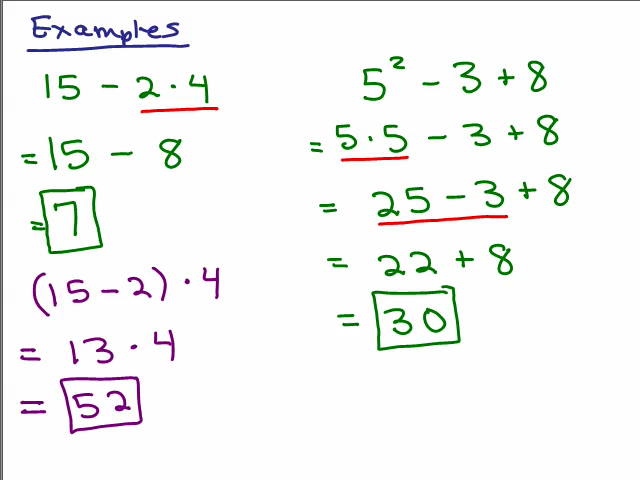 Examples
15 - 2 · 4
= 15 - 8
= 7
(15 - 2) · 4
= 13 · 4
= 52
5² - 3 + 8
= 5 · 5 - 3 + 8
= 25 - 3 + 8
= 22 + 8
= 30